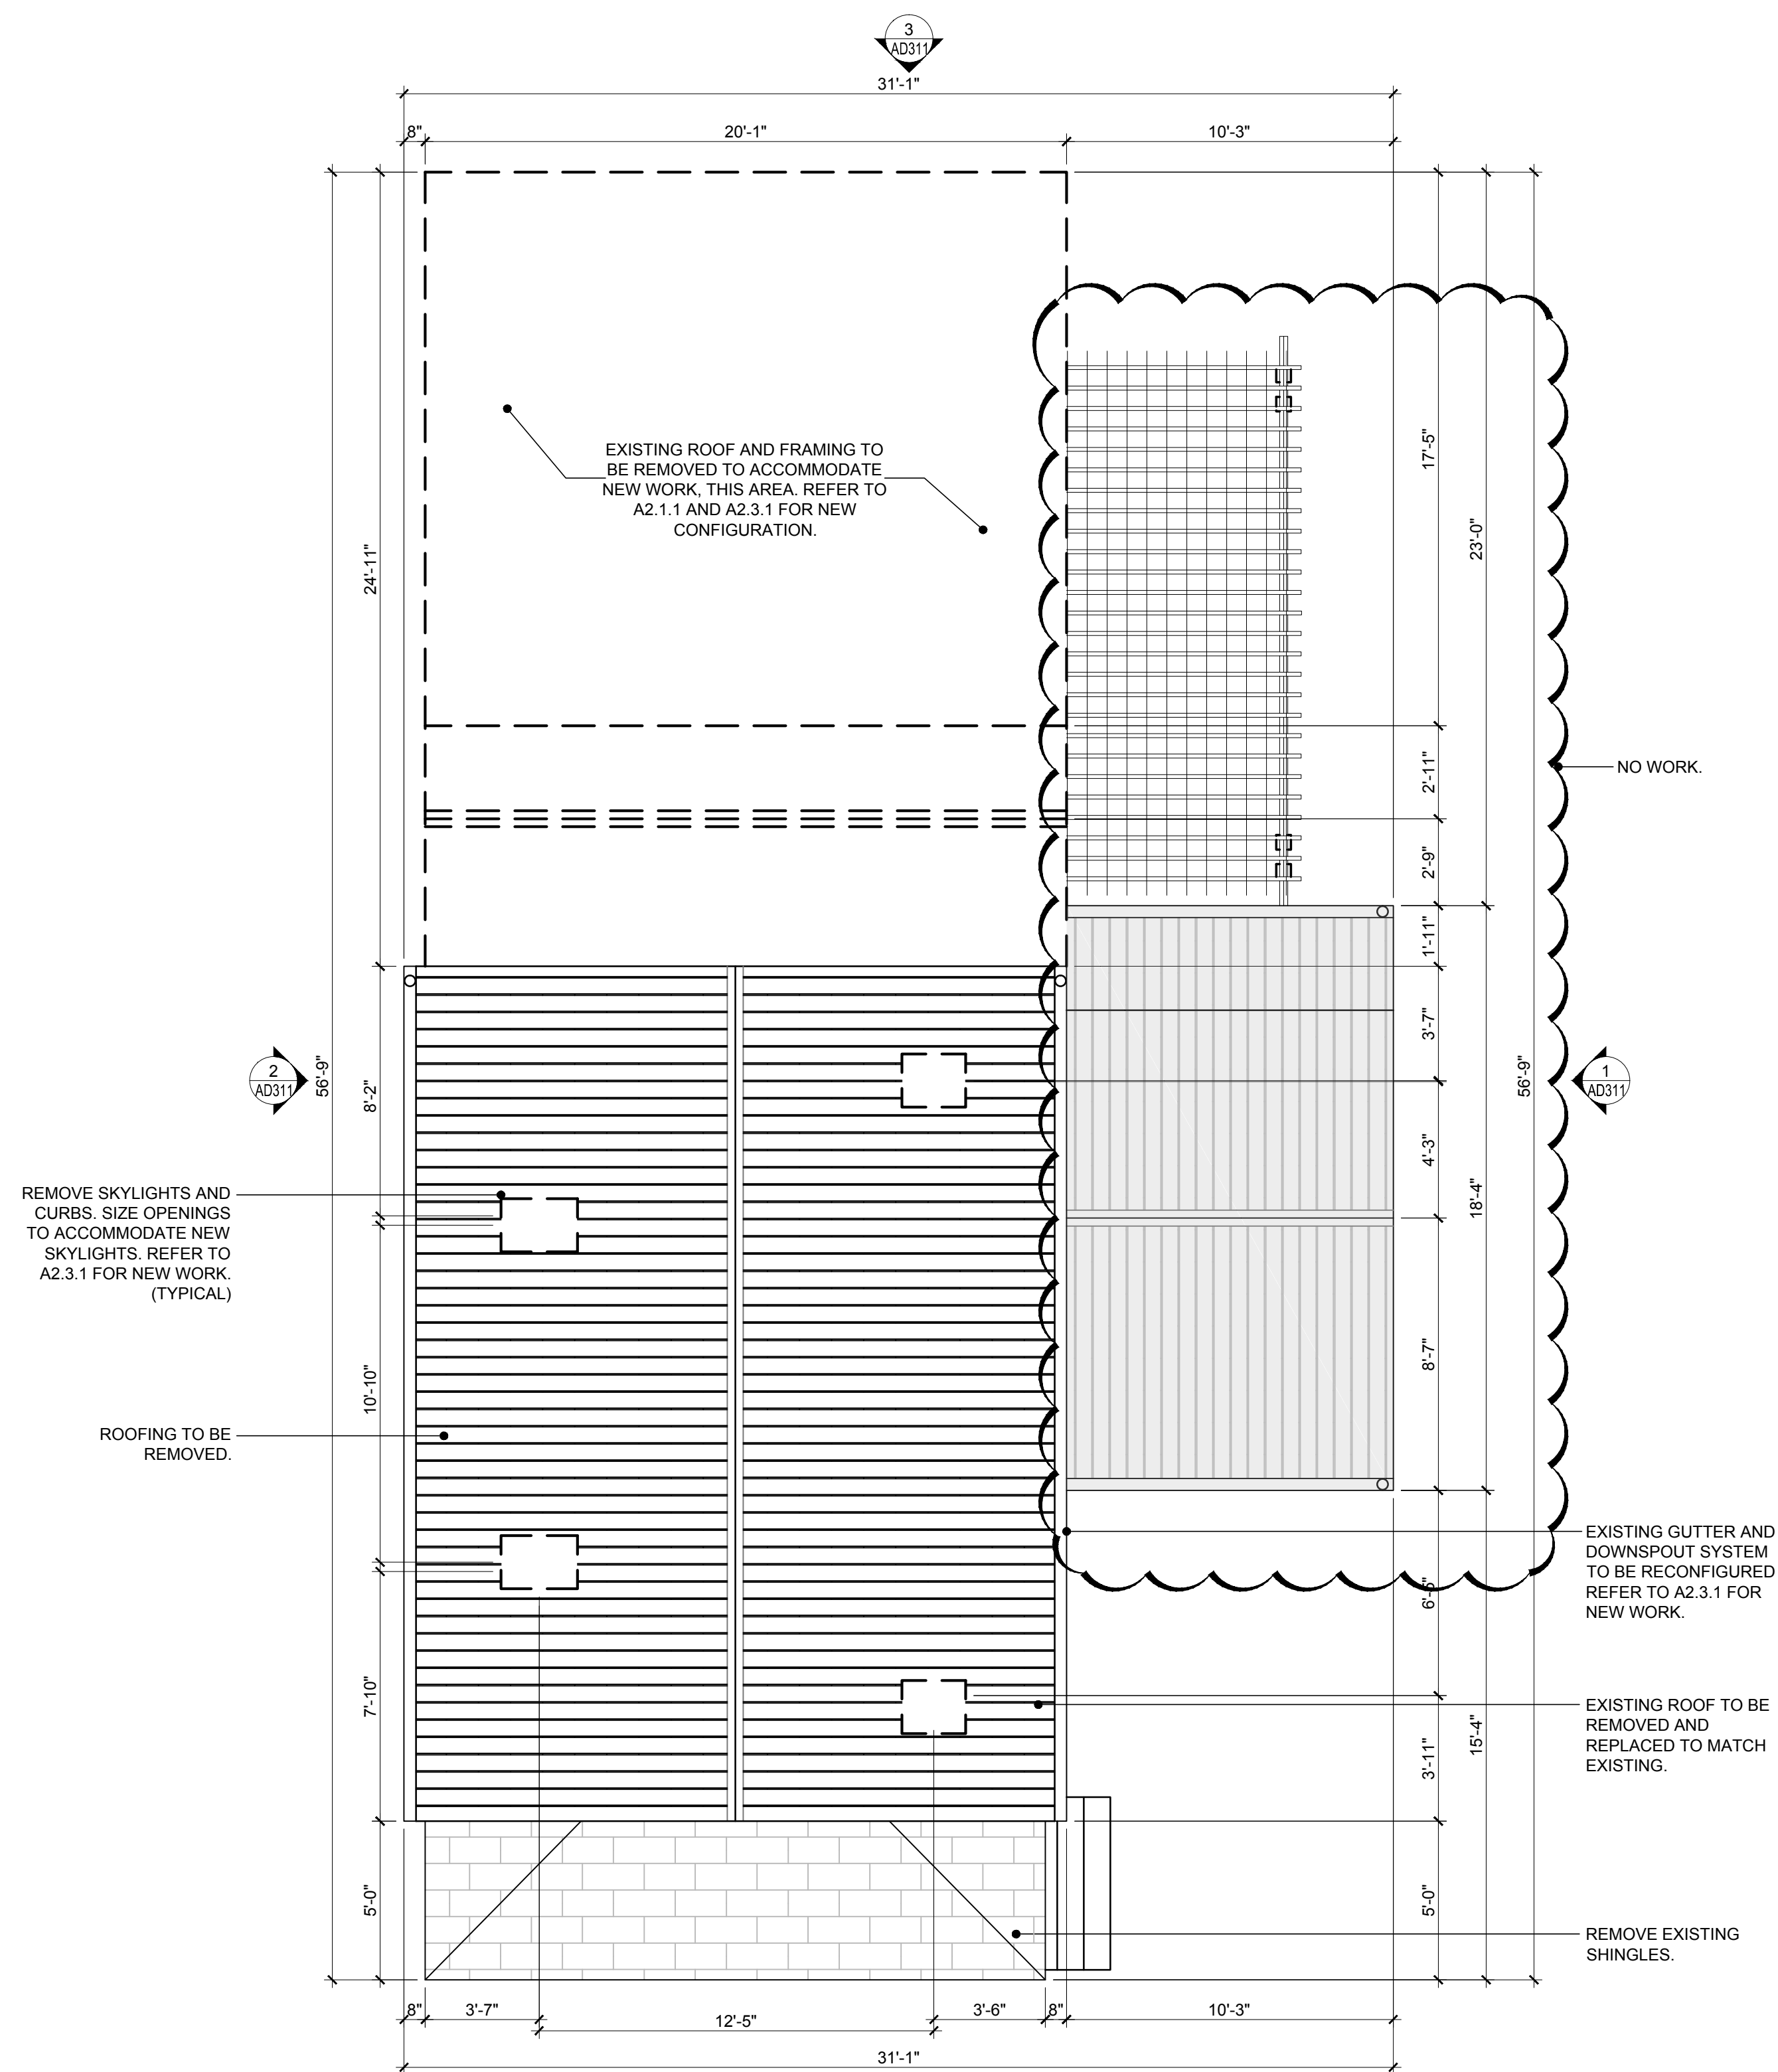 3
AD311
31'-1"
8"
20'-1"
10'-3"
EXISTING ROOF AND FRAMING TO
BE REMOVED TO ACCOMMODATE
NEW WORK, THIS AREA. REFER TO
A2.1.1 AND A2.3.1 FOR NEW
CONFIGURATION.
17'-5"
23'-0"
24'-11"
NO WORK.
2'-11"
2'-9"
1'-11"
3'-7"
2
AD311
56'-9"
8'-2"
56'-9"
1
AD311
4'-3"
18'-4"
REMOVE SKYLIGHTS AND
CURBS. SIZE OPENINGS
TO ACCOMMODATE NEW
SKYLIGHTS. REFER TO
A2.3.1 FOR NEW WORK.
(TYPICAL)
10'-10"
8'-7"
ROOFING TO BE
REMOVED.
EXISTING GUTTER AND
DOWNSPOUT SYSTEM
TO BE RECONFIGURED
REFER TO A2.3.1 FOR
NEW WORK.
7'-10"
EXISTING ROOF TO BE
REMOVED AND
REPLACED TO MATCH
EXISTING.
15'-4"
3'-11"
5'-0"
5'-0"
REMOVE EXISTING
SHINGLES.
8"
3'-7"
12'-5"
3'-6"
8"
10'-3"
31'-1"